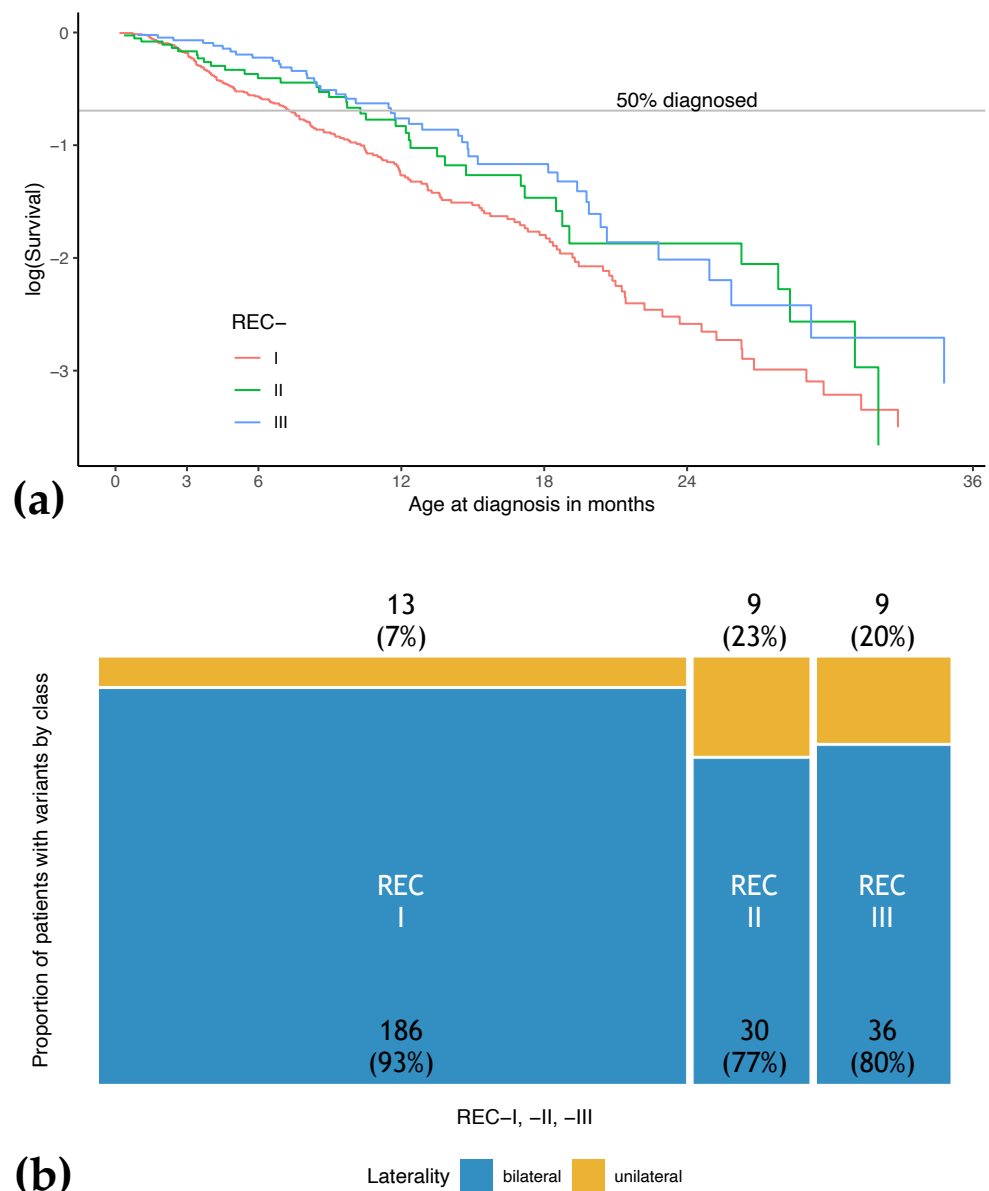 0
50% diagnosed
−1
−2
−3
log(Survival)
REC−
I
II
III
0
3
6
12
18
24
36
Age at diagnosis in months
(a)
13
(7%)
9
(23%)
9
(20%)
Proportion of patients with variants by class
REC
I
REC
II
REC
III
186
(93%)
30
(77%)
36
(80%)
REC−I, −II, −III
(b)
Laterality bilateral unilateral